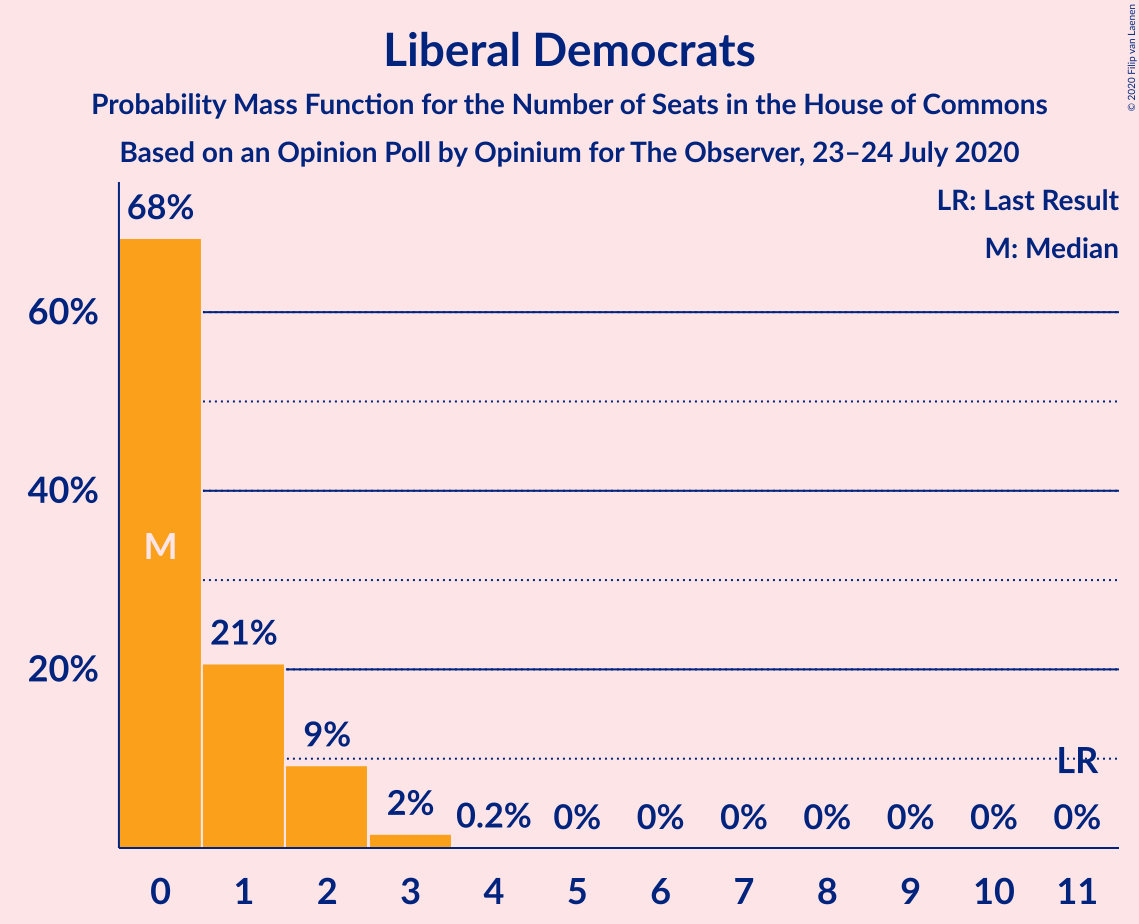 Liberal Democrats
Probability Mass Function for the Number of Seats in the House of Commons
Based on an Opinion Poll by Opinium for The Observer, 23–24 July 2020
© 2020 Filip van Laenen
LR: Last Result
M: Median
68%
60%
40%
M
21%
20%
9%
LR
2%
0.2%
0%
0%
0%
0%
0%
0%
0%
0 1 2 3 4 5 6 7 8 9 10 11